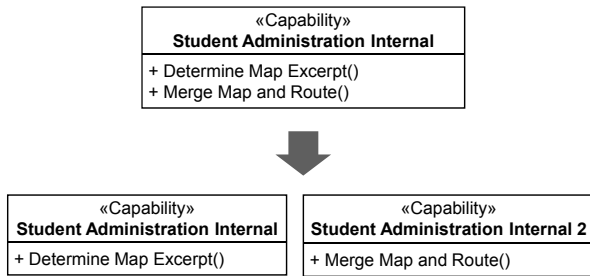 «Capability»
Student Administration Internal
+ Determine Map Excerpt()
+ Merge Map and Route()
«Capability»
Student Administration Internal
+ Determine Map Excerpt()
«Capability»
Student Administration Internal 2
+ Merge Map and Route()